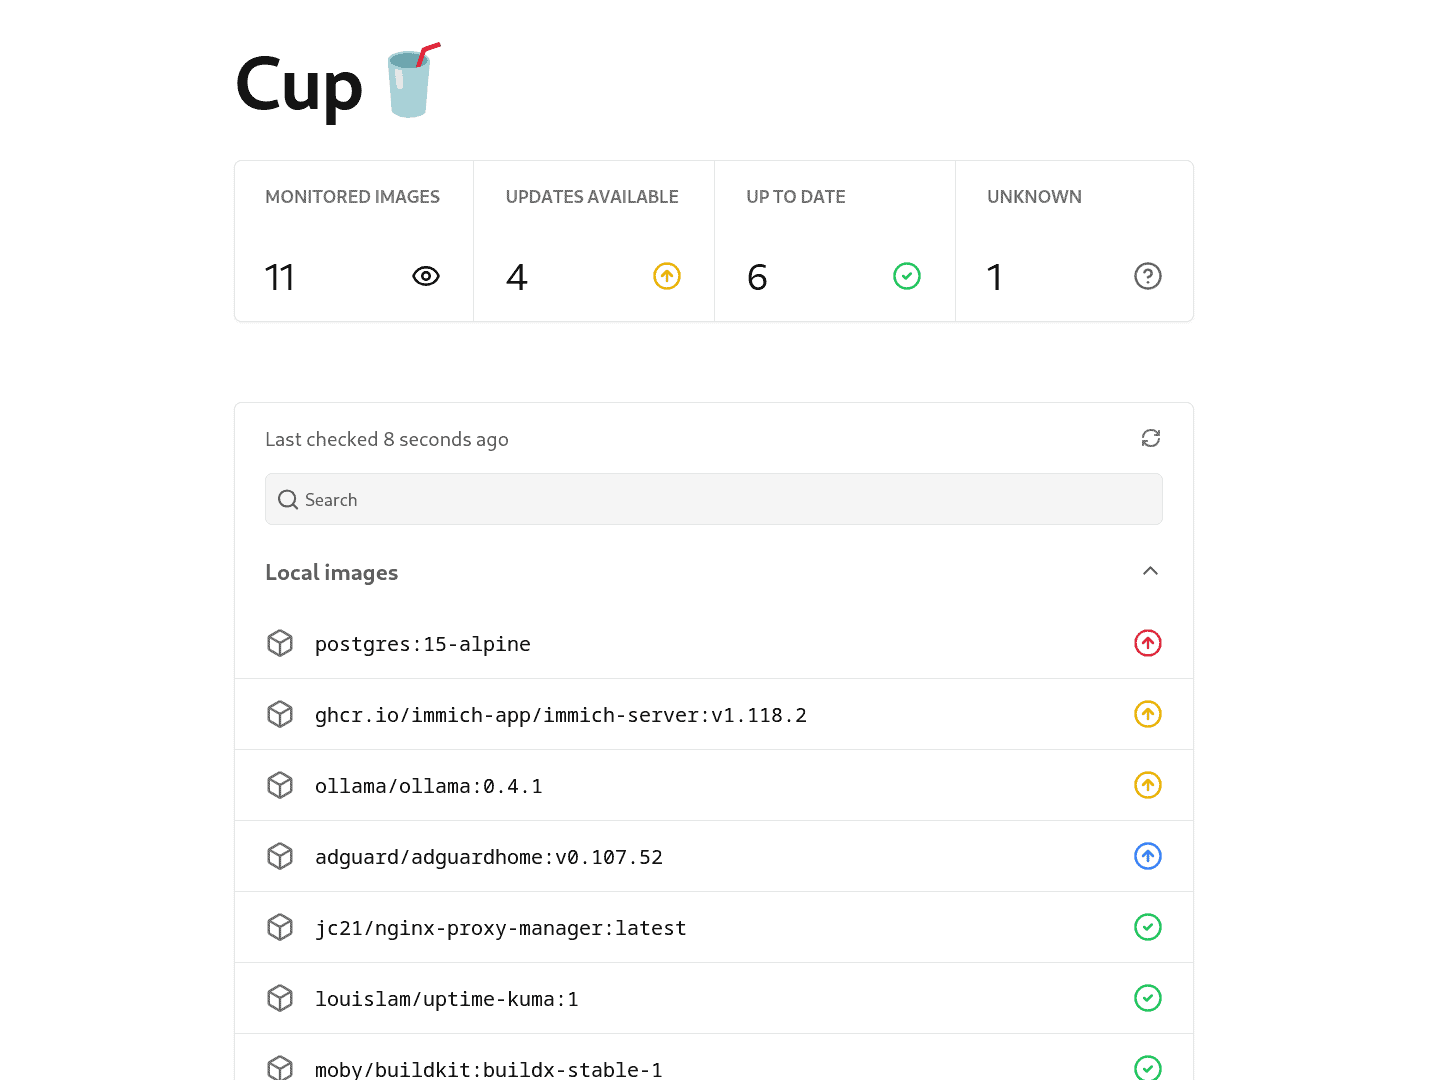 Cup
MONITORED IMAGES
11
UPDATES AVAILABLE
4
UP TO DATE
6
UNKNOWN
1
Last checked 8 seconds ago
Search
Local images
postgres:15-alpine
ghcr.io/immich-app/immich-server:v1.118.2
ollama/ollama:0.4.1
adguard/adguardhome:v0.107.52
jc21/nginx-proxy-manager:latest
louislam/uptime-kuma:1
moby/buildkit:buildx-stable-1